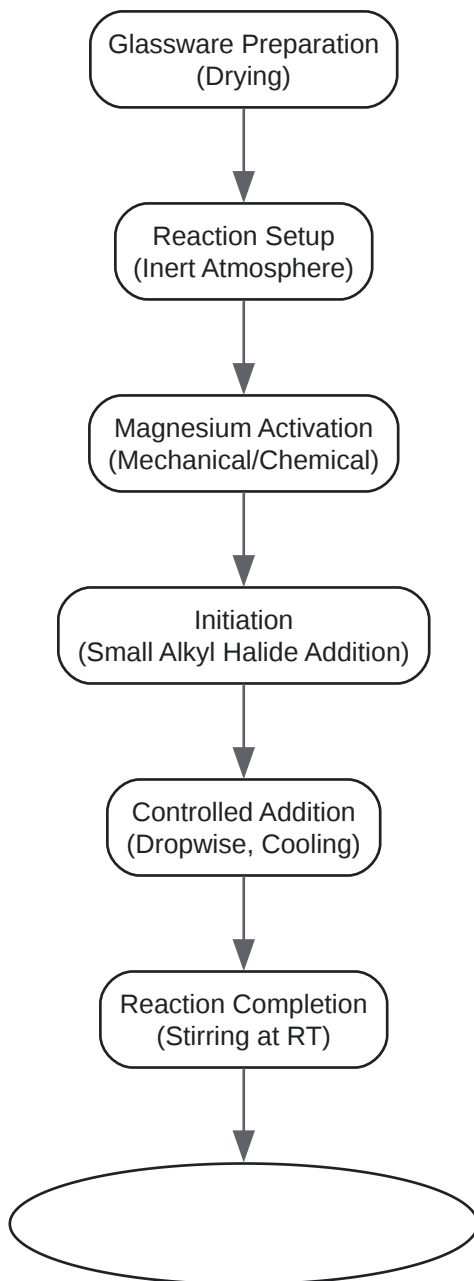 Glassware Preparation
(Drying)
Reaction Setup
(Inert Atmosphere)
Magnesium Activation
(Mechanical/Chemical)
Initiation
(Small Alkyl Halide Addition)
Controlled Addition
(Dropwise, Cooling)
Reaction Completion
(Stirring at RT)